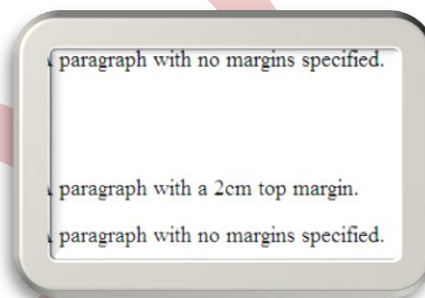 A paragraph with no margins specified.
A paragraph with a 2cm top margin.
A paragraph with no margins specified.